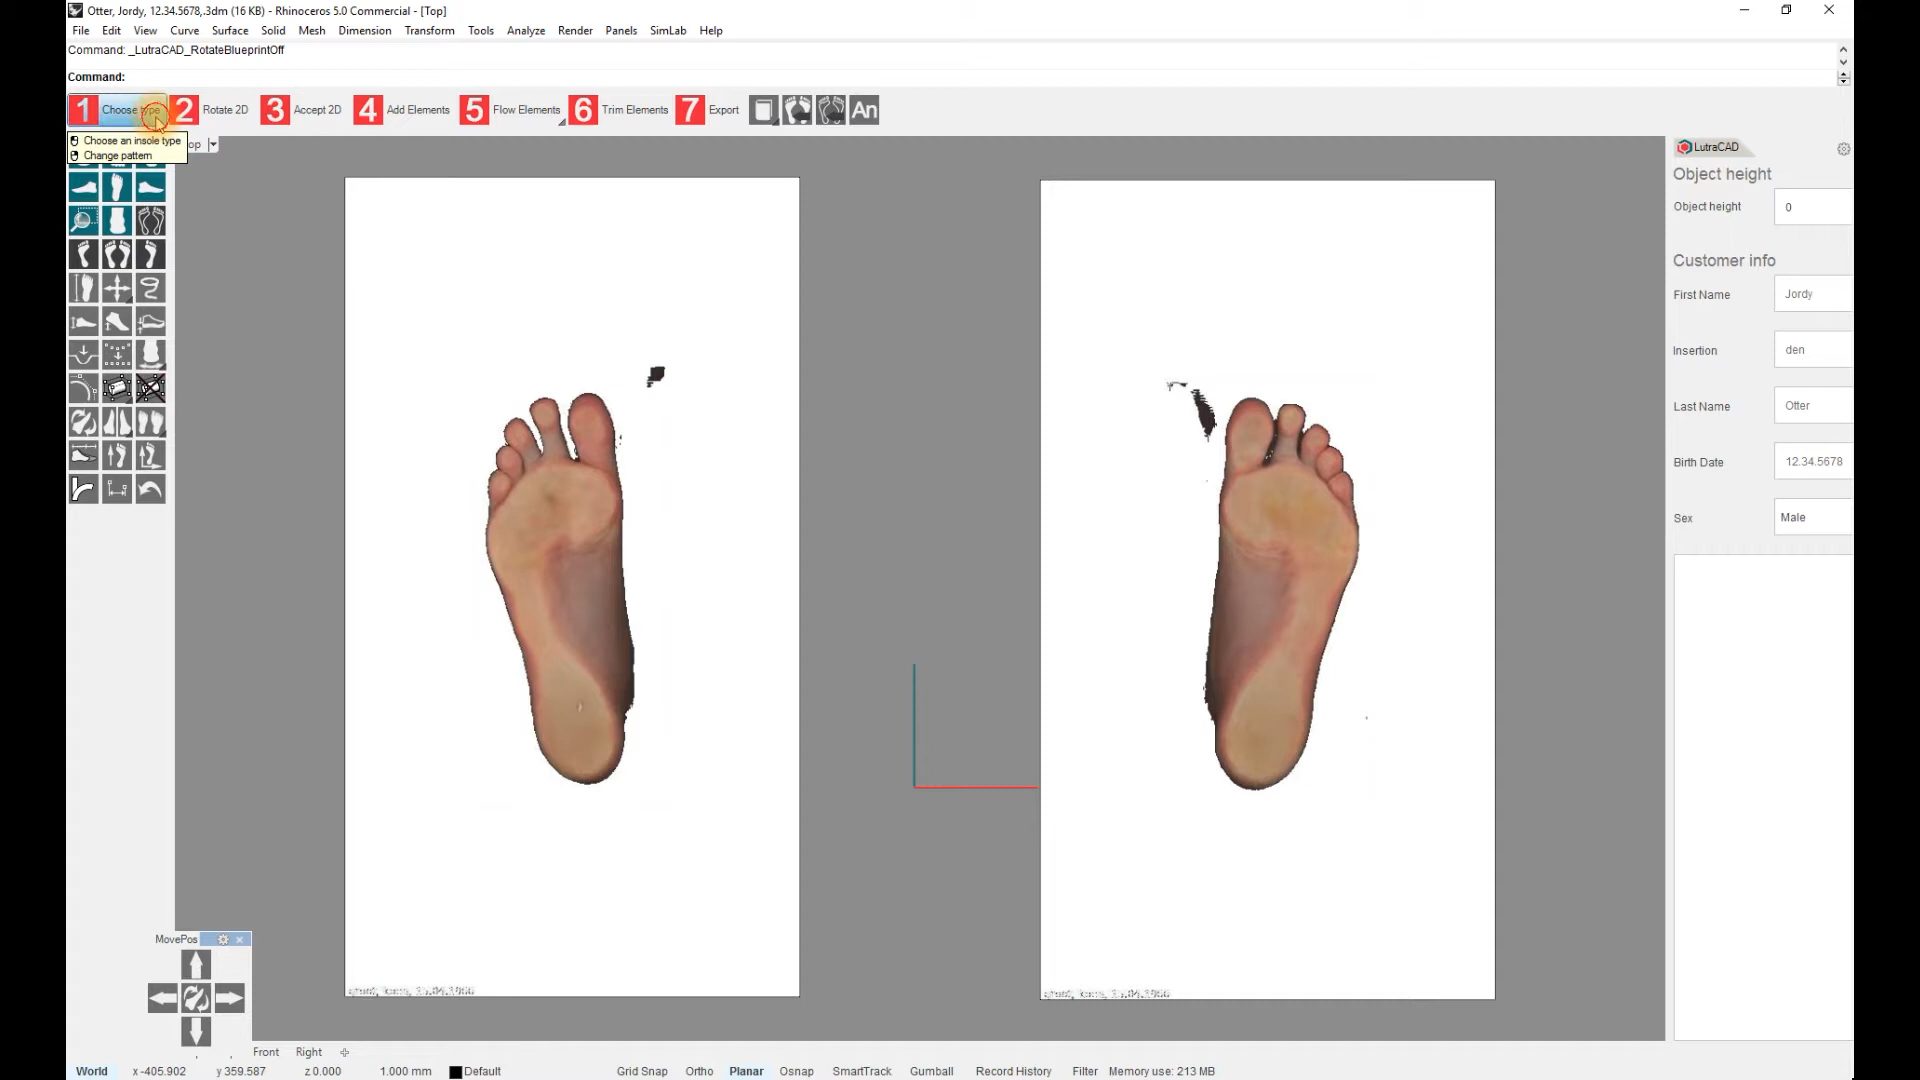 Otter, Jordy, 12.34.5678,.3dm (16 KB) - Rhinoceros 5.0 Commercial - [Top]
File Edit View Curve Surface Solid Mesh Dimension Transform Tools Analyze Render Panels SimLab Help
Command: _LutraCAD_RotateBlueprintOff
Command:
1 Choose type 2 Rotate 2D 3 Accept 2D 4 Add Elements 5 Flow Elements 6 Trim Elements 7 Export An
Choose an insole type
Change pattern
op
LutraCAD
Object height
Object height 0
Customer info
First Name Jordy
Insertion den
Last Name Otter
Birth Date 12.34.5678
Sex Male
MovePos
Front Right
World x -405.902 y 359.587 z 0.000 1.000 mm Default Grid Snap Ortho Planar Osnap SmartTrack Gumball Record History Filter Memory use: 213 MB